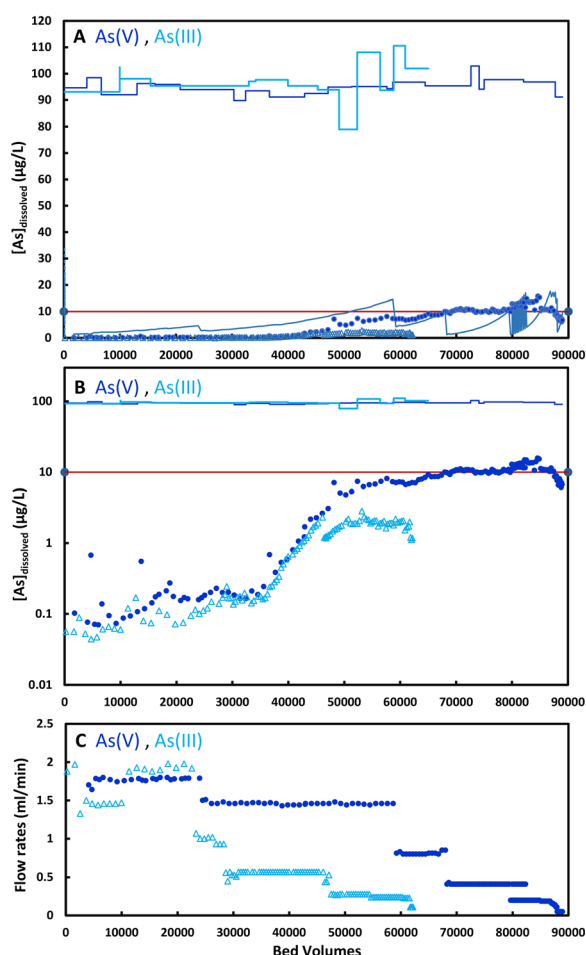 A As(V) , As(III)
[As]dissolved (µg/L)
120
110
100
90
80
70
60
50
40
30
20
10
0
0 10000 20000 30000 40000 50000 60000 70000 80000 90000
B As(V) , As(III)
[As]dissolved (µg/L)
100
10
1
0.1
0.01
0 10000 20000 30000 40000 50000 60000 70000 80000 90000
C As(V) , As(III)
Flow rates (ml/min)
2.5
2
1.5
1
0.5
0
0 10000 20000 30000 40000 50000 60000 70000 80000 90000
Bed Volumes